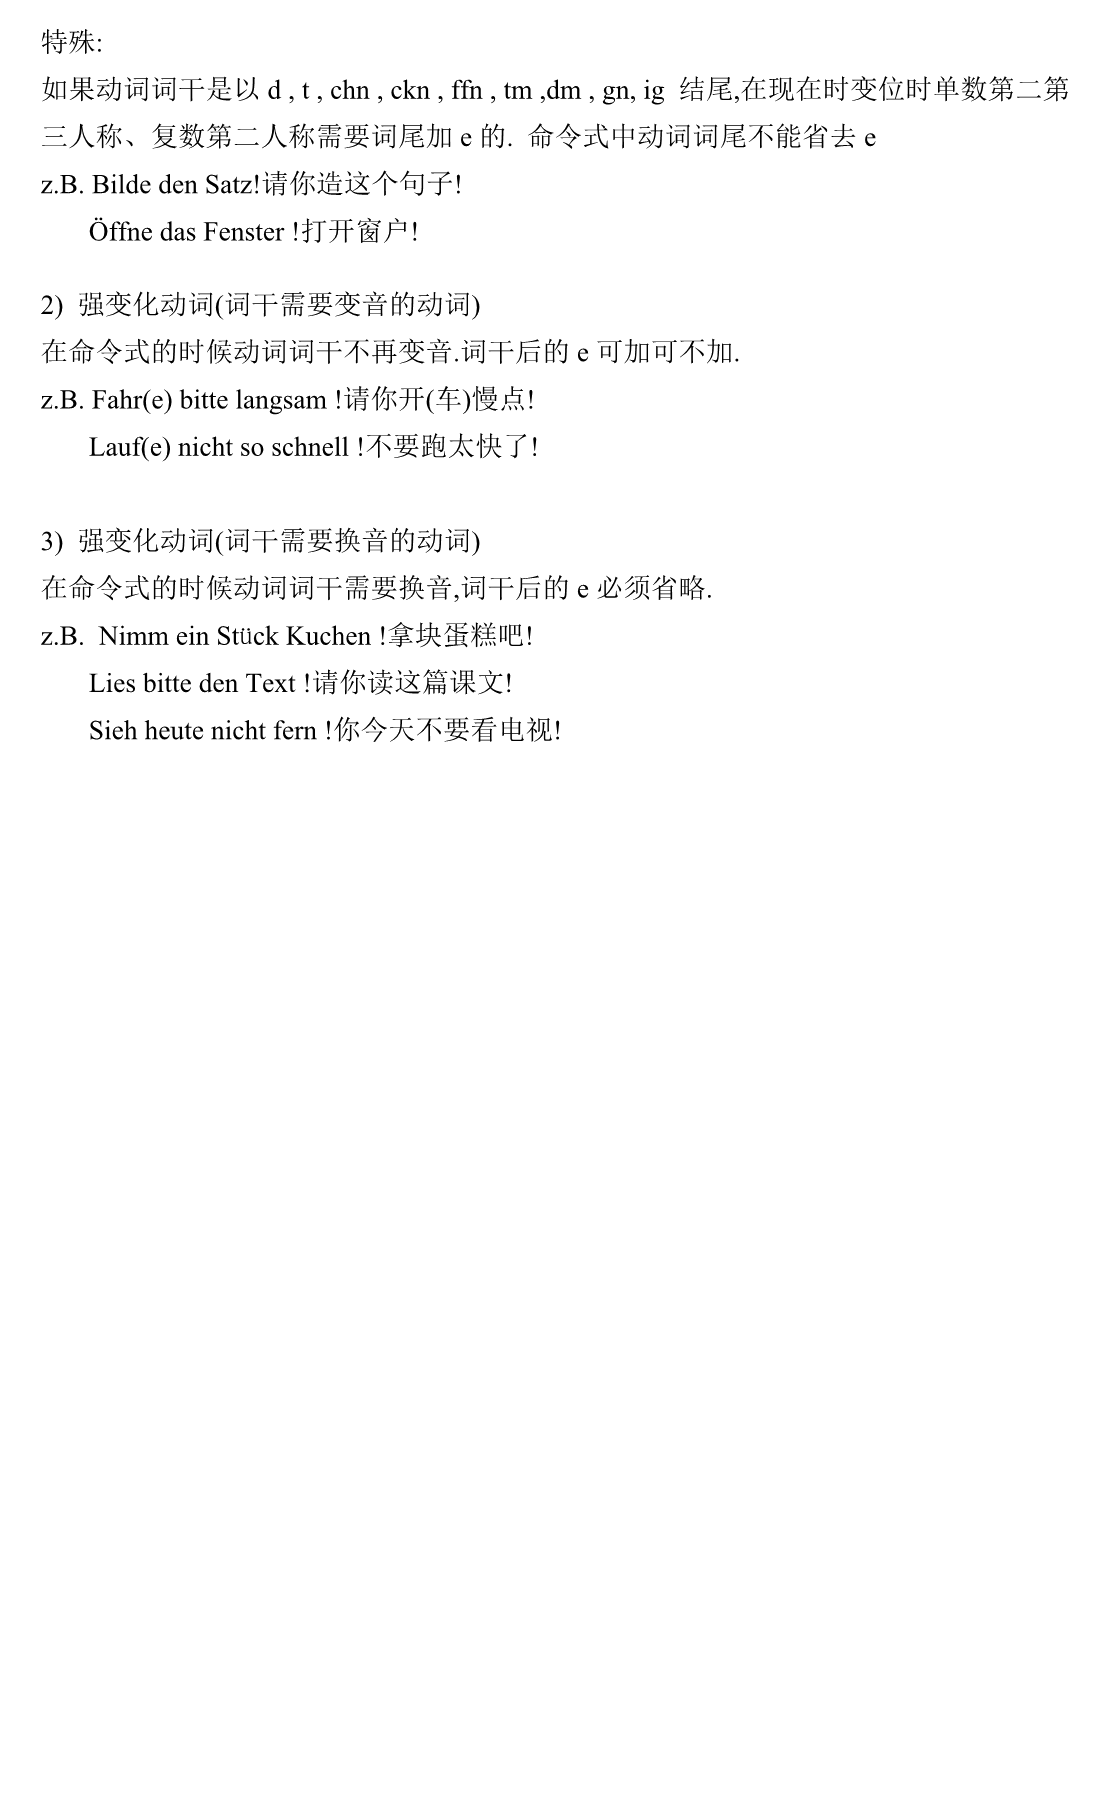 特殊:
如果动词词干是以 d , t , chn , ckn , ffn , tm ,dm , gn, ig 结尾,在现在时变位时单数第二第
三人称、复数第二人称需要词尾加 e 的. 命令式中动词词尾不能省去 e
z.B. Bilde den Satz!请你造这个句子!
Öffne das Fenster !打开窗户!
2) 强变化动词(词干需要变音的动词)
在命令式的时候动词词干不再变音.词干后的 e 可加可不加.
z.B. Fahr(e) bitte langsam !请你开(车)慢点!
Lauf(e) nicht so schnell !不要跑太快了!
3) 强变化动词(词干需要换音的动词)
在命令式的时候动词词干需要换音,词干后的 e 必须省略.
z.B. Nimm ein Stück Kuchen !拿块蛋糕吧!
Lies bitte den Text !请你读这篇课文!
Sieh heute nicht fern !你今天不要看电视!